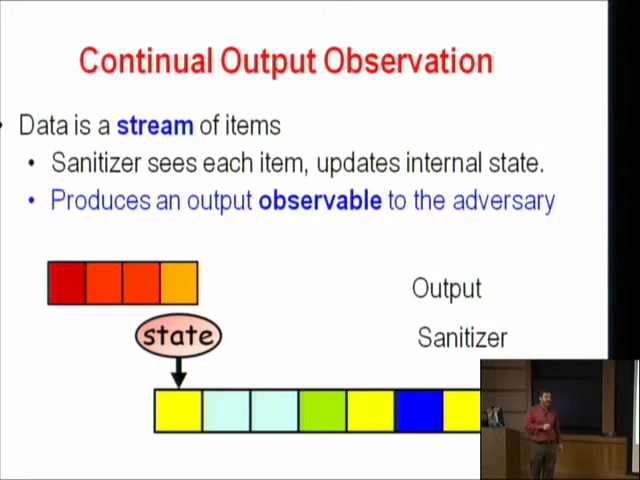 Continual Output Observation
• Data is a stream of items
• Sanitizer sees each item, updates internal state.
• Produces an output observable to the adversary
Output
state
Sanitizer